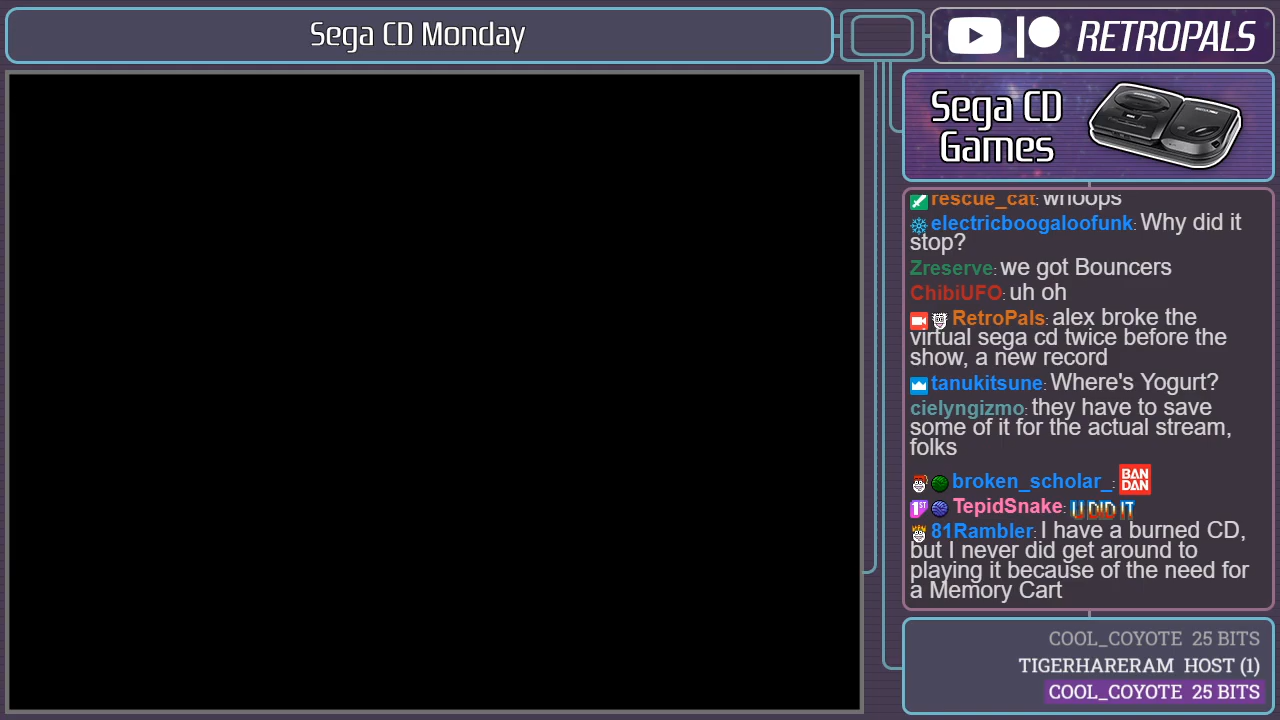 Sega CD Monday
RETROPALS
Sega CD
Games
rescue_cat: whoops
electricboogaloofunk: Why did it
stop?
Zreserve: we got Bouncers
ChibiUFO: uh oh
RetroPals: alex broke the
virtual sega cd twice before the
show, a new record
tanukitsune: Where's Yogurt?
cielyngizmo: they have to save
some of it for the actual stream,
folks
broken_scholar_: BAN
DAN
1ST TepidSnake: U DID IT
81Rambler: I have a burned CD,
but I never did get around to
playing it because of the need for
a Memory Cart
COOL_COYOTE 25 BITS
TIGERHARERAM HOST (1)
COOL_COYOTE 25 BITS